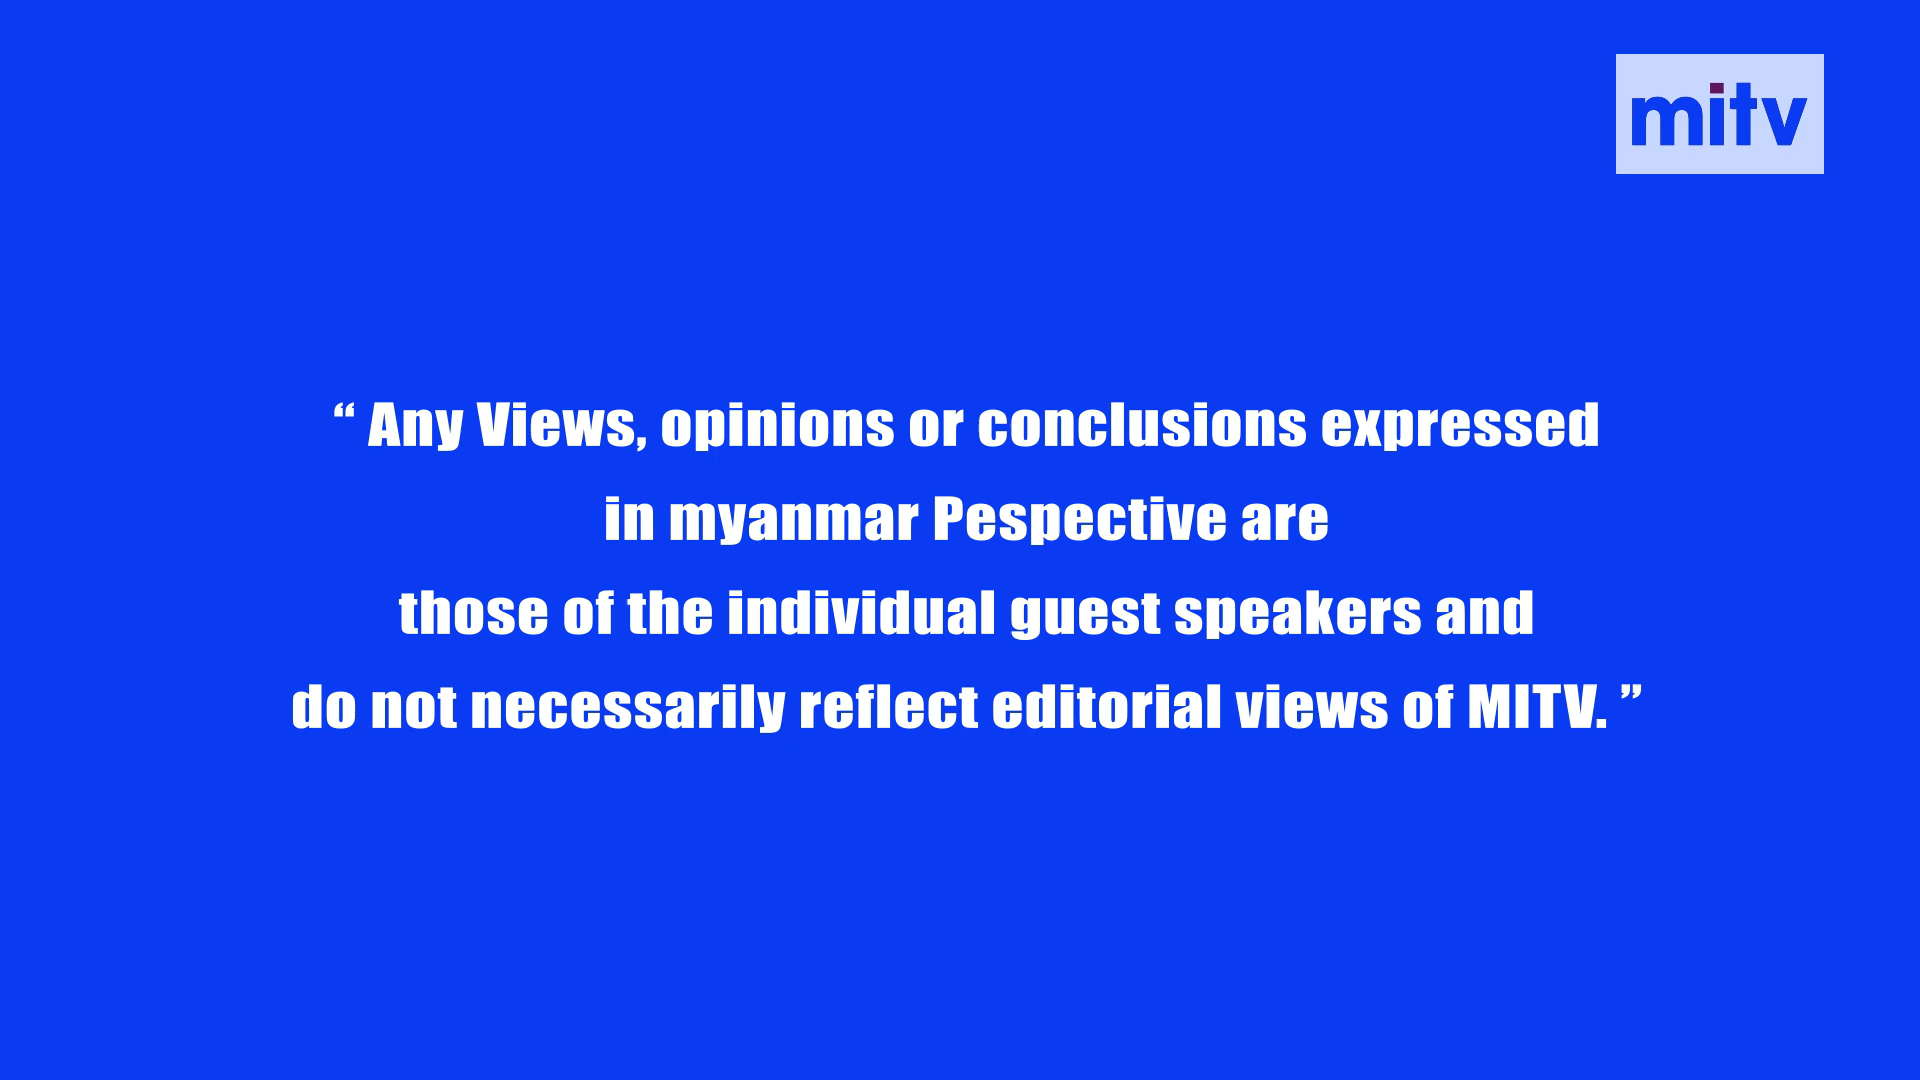 mitv
“ Any Views, opinions or conclusions expressed
in myanmar Pespective are
those of the individual guest speakers and
do not necessarily reflect editorial views of MITV. ”